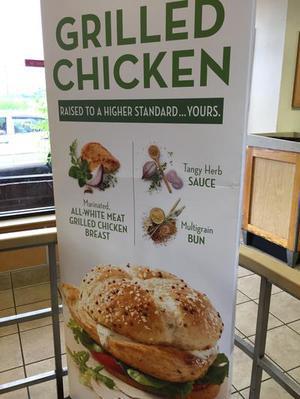 GRILLED
CHICKEN
RAISED TO A HIGHER STANDARD...YOURS.
Marinated,
ALL-WHITE MEAT
GRILLED CHICKEN
BREAST
Tangy Herb
SAUCE
Multigrain
BUN